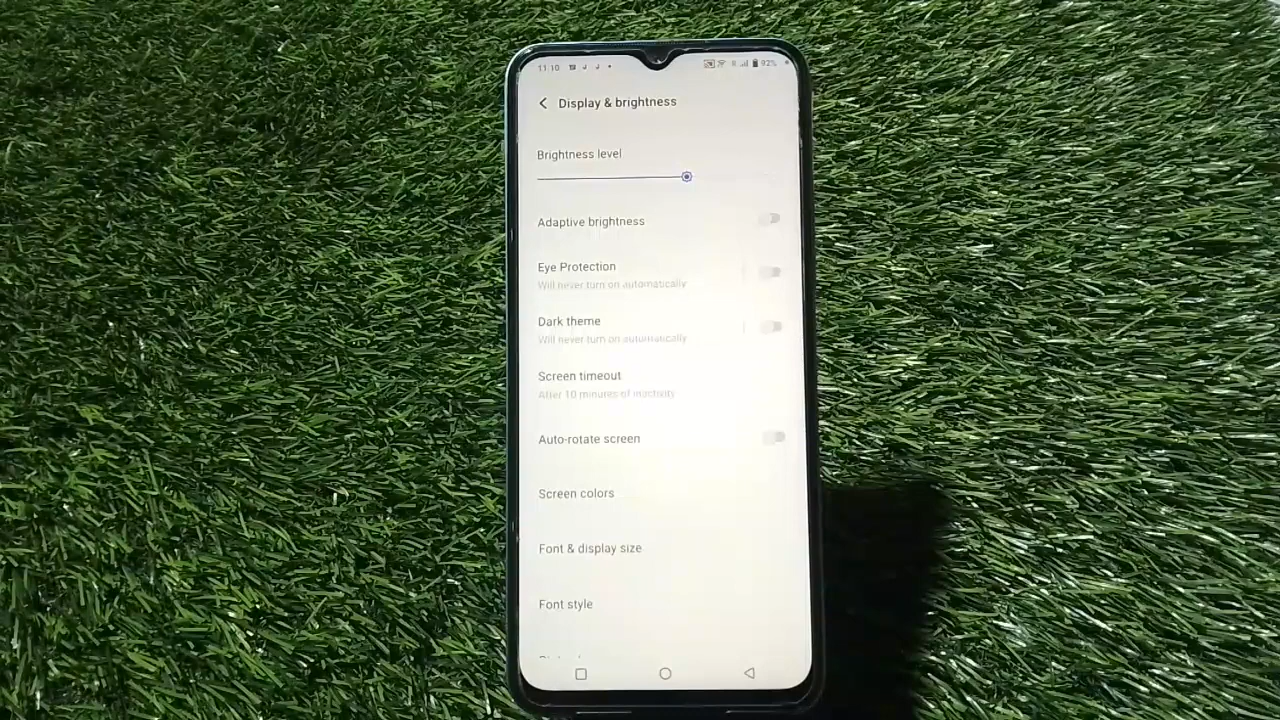 11:10 92%
Display & brightness
Brightness level
Adaptive brightness
Eye Protection
Will never turn on automatically
Dark theme
Will never turn on automatically
Screen timeout
After 10 minutes of inactivity
Auto-rotate screen
Screen colors
Font & display size
Font style